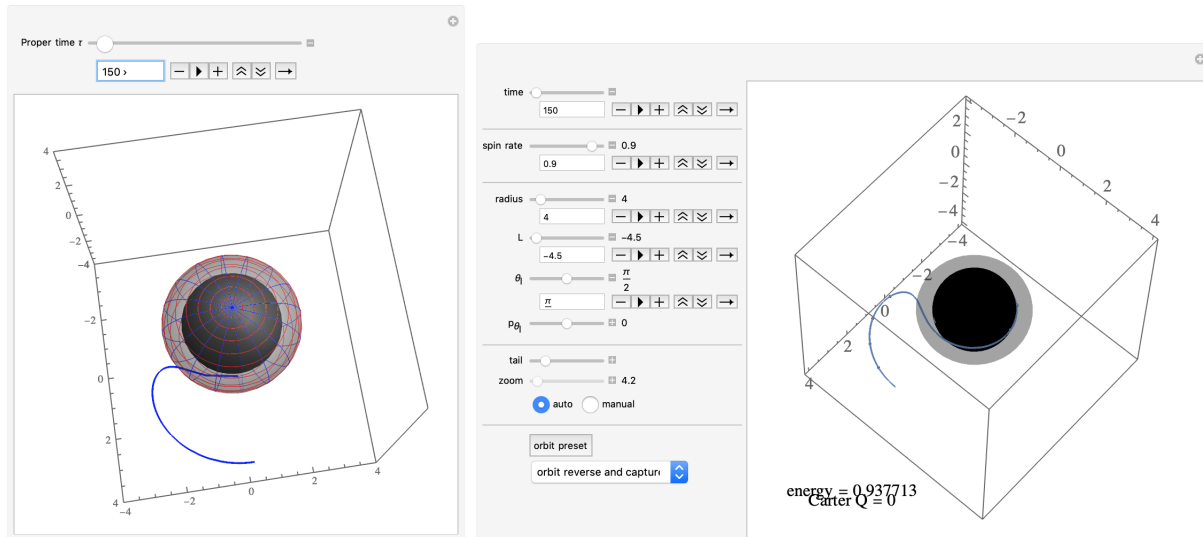 Proper time τ
150 ›
4
2
0
−2
−4
−2
0
2
4
−4
−2
0
2
4
time
150
spin rate 0.9
0.9
radius 4
4
L −4.5
−4.5
θ| π/2
π
pθ| 0
tail
zoom 4.2
auto manual
orbit preset
orbit reverse and capture
2
0
−2
−4
−2
0
2
4
−4
−2
0
2
4
energy = 0.937713
Carter Q = 0